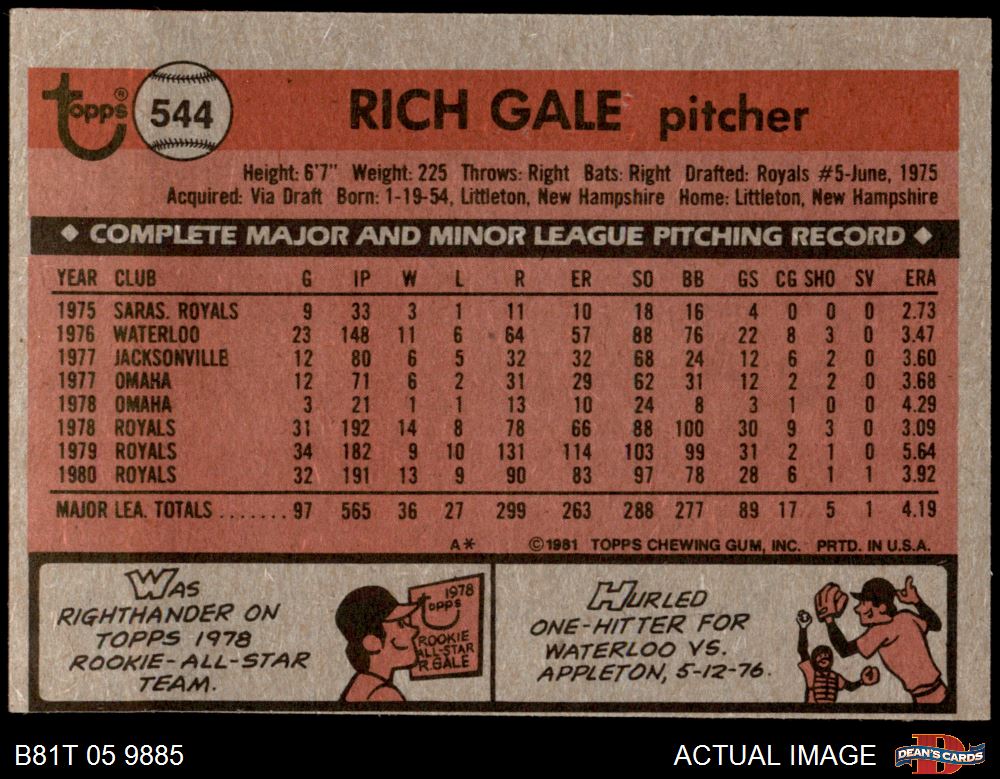 topps®
544
RICH GALE pitcher
Height: 6'7" Weight: 225 Throws: Right Bats: Right Drafted: Royals #5-June, 1975
Acquired: Via Draft Born: 1-19-54, Littleton, New Hampshire Home: Littleton, New Hampshire
◆ COMPLETE MAJOR AND MINOR LEAGUE PITCHING RECORD ◆
YEAR CLUB G IP W L R ER SO BB GS CG SHO SV ERA
1975 SARAS. ROYALS 9 33 3 1 11 10 18 16 4 0 0 0 2.73
1976 WATERLOO 23 148 11 6 64 57 88 76 22 8 3 0 3.47
1977 JACKSONVILLE 12 80 6 5 32 32 68 24 12 6 2 0 3.60
1977 OMAHA 12 71 6 2 31 29 62 31 12 2 2 0 3.68
1978 OMAHA 3 21 1 1 13 10 24 8 3 1 0 0 4.29
1978 ROYALS 31 192 14 8 78 66 88 100 30 9 3 0 3.09
1979 ROYALS 34 182 9 10 131 114 103 99 31 2 1 0 5.64
1980 ROYALS 32 191 13 9 90 83 97 78 28 6 1 1 3.92
MAJOR LEA. TOTALS ....... 97 565 36 27 299 263 288 277 89 17 5 1 4.19
A* ©1981 TOPPS CHEWING GUM, INC. PRTD. IN U.S.A.
WAS
RIGHTHANDER ON
TOPPS 1978
ROOKIE-ALL-STAR
TEAM.
1978
topps
ROOKIE
ALL-STAR
R.GALE
HURLED
ONE-HITTER FOR
WATERLOO VS.
APPLETON, 5-12-76.
B81T 05 9885
ACTUAL IMAGE
DEAN'S CARDS